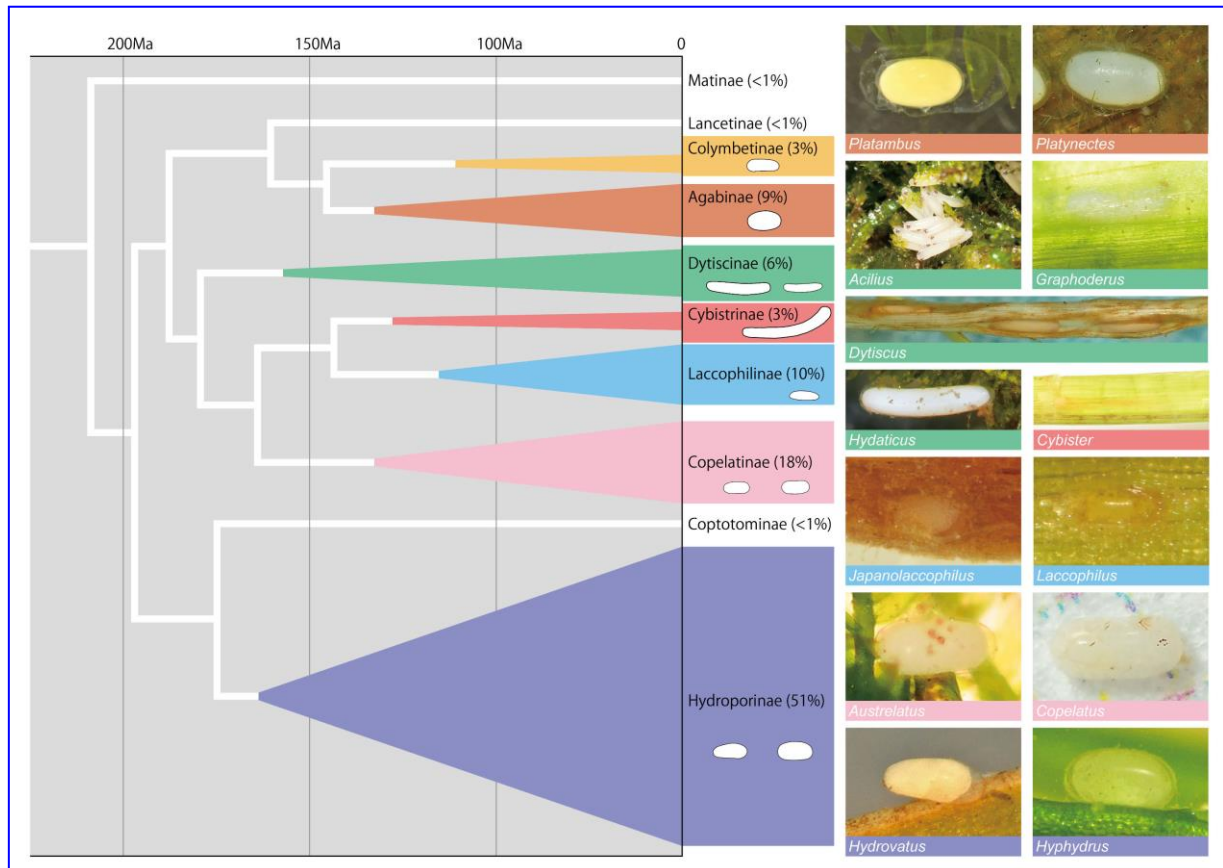 200Ma 150Ma 100Ma 0
Matinae (<1%)
Lancetinae (<1%)
Colymbetinae (3%)
Agabinae (9%)
Dytiscinae (6%)
Cybistrinae (3%)
Laccophilinae (10%)
Copelatinae (18%)
Coptotominae (<1%)
Hydroporinae (51%)
Platambus Platynectes
Acilius Graphoderus
Dytiscus
Hydaticus Cybister
Japanolaccophilus Laccophilus
Austrelatus Copelatus
Hydrovatus Hyphydrus